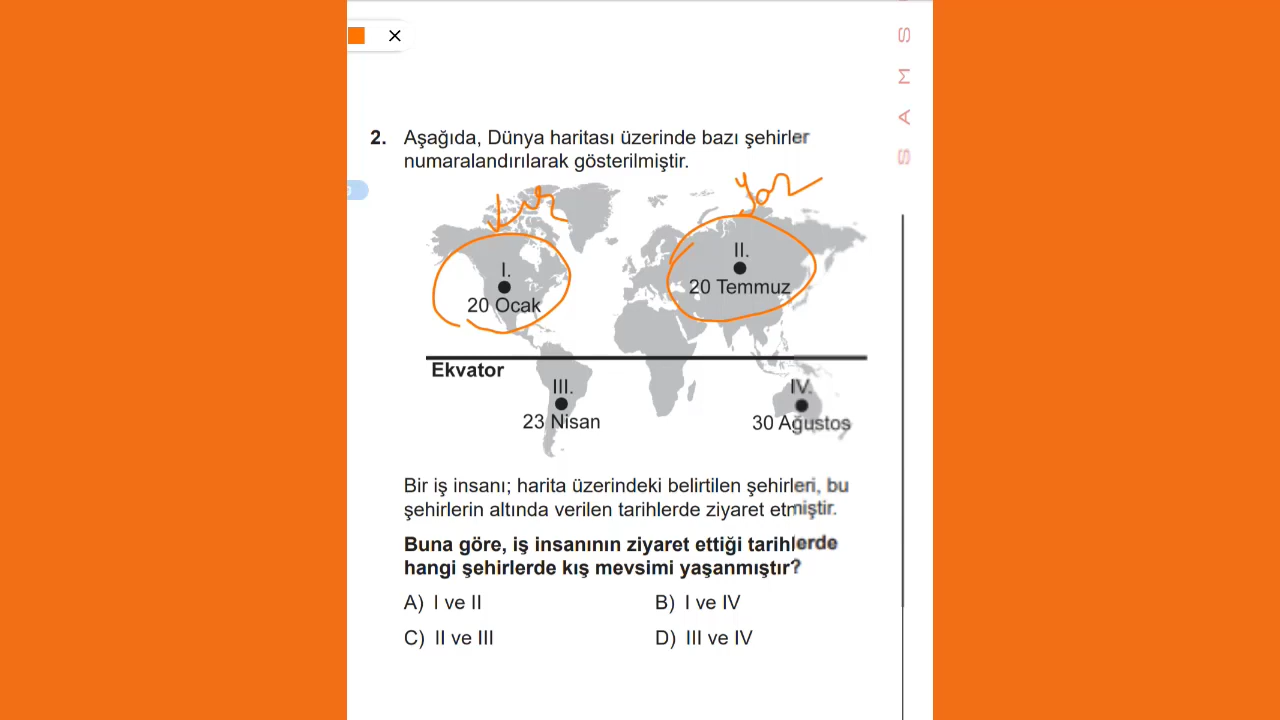 S A M S
2. Aşağıda, Dünya haritası üzerinde bazı şehirler
numaralandırılarak gösterilmiştir.
kış
yaz
I.
20 Ocak
II.
20 Temmuz
Ekvator
III.
23 Nisan
IV.
30 Ağustos
Bir iş insanı; harita üzerindeki belirtilen şehirleri, bu
şehirlerin altında verilen tarihlerde ziyaret etmiştir.
Buna göre, iş insanının ziyaret ettiği tarihlerde
hangi şehirlerde kış mevsimi yaşanmıştır?
A) I ve II
B) I ve IV
C) II ve III
D) III ve IV